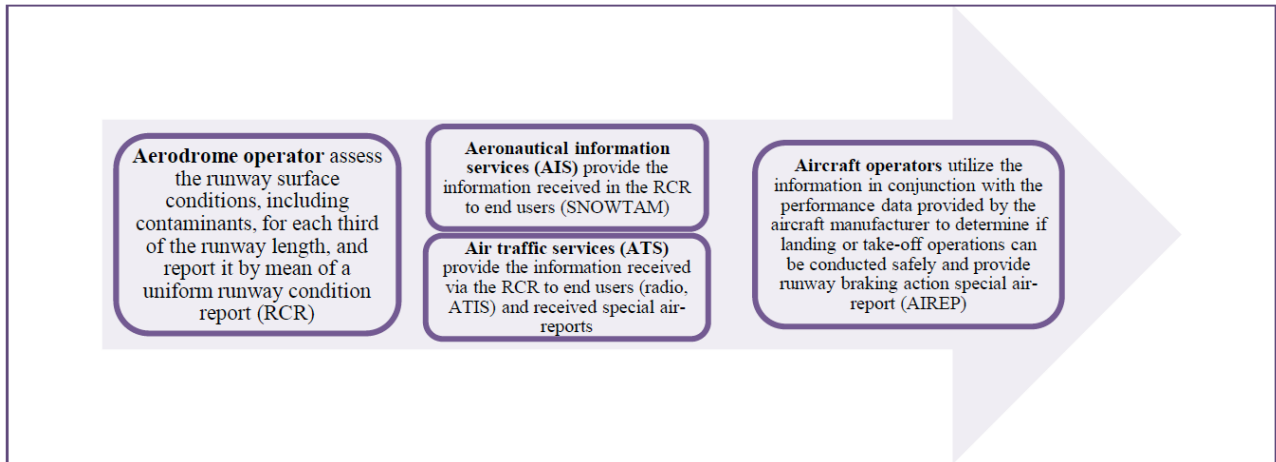 Aerodrome operator assess
the runway surface
conditions, including
contaminants, for each third
of the runway length, and
report it by mean of a
uniform runway condition
report (RCR)
Aeronautical information
services (AIS) provide the
information received in the RCR
to end users (SNOWTAM)
Air traffic services (ATS)
provide the information received
via the RCR to end users (radio,
ATIS) and received special air-
reports
Aircraft operators utilize the
information in conjunction with the
performance data provided by the
aircraft manufacturer to determine if
landing or take-off operations can
be conducted safely and provide
runway braking action special air-
report (AIREP)